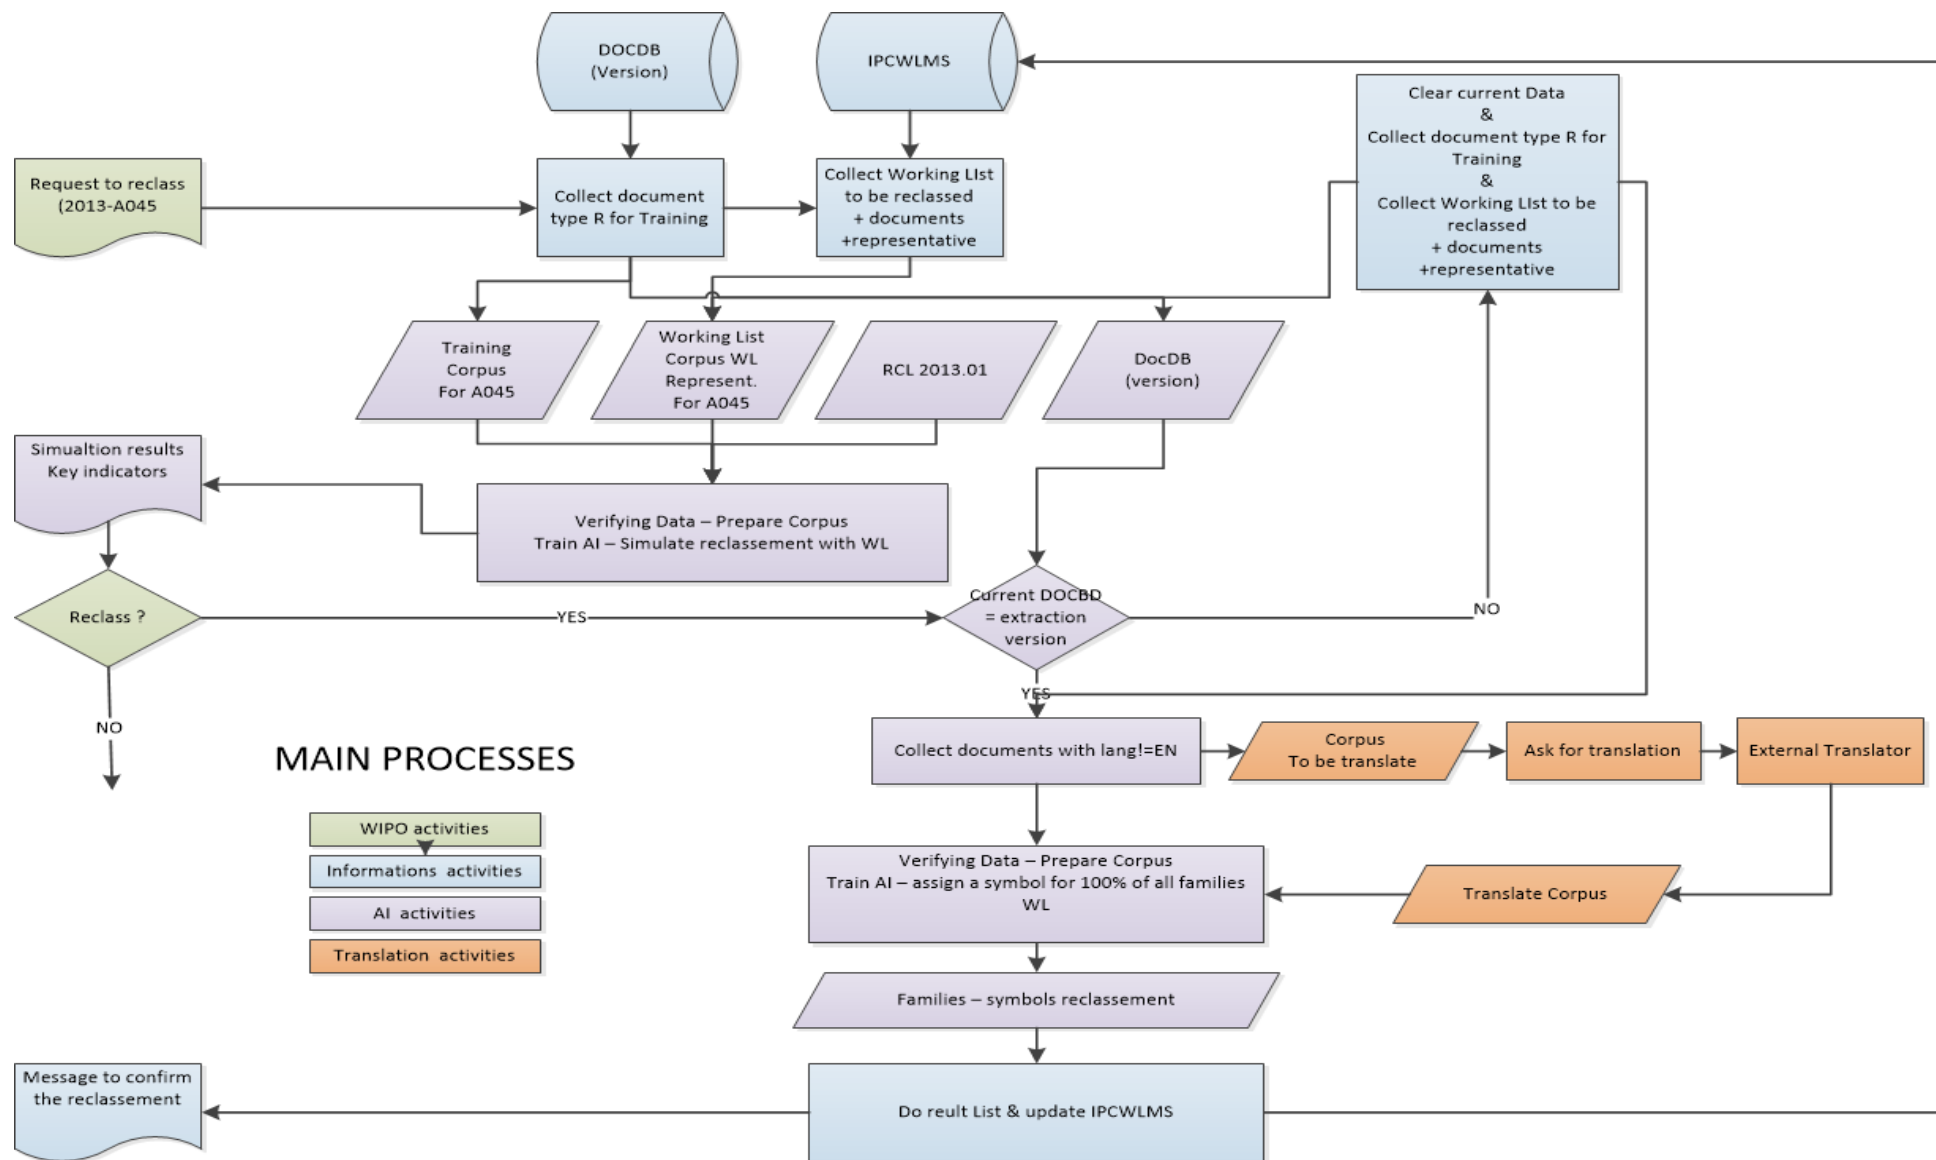 DOCDB
(Version)
IPCWLMS
Clear current Data
&
Collect document type R for
Training
&
Collect Working LIst to be
reclassed
+ documents
+representative
Request to reclass
(2013-A045
Collect document
type R for Training
Collect Working LIst
to be reclassed
+ documents
+representative
Training
Corpus
For A045
Working List
Corpus WL
Represent.
For A045
RCL 2013.01
DocDB
(version)
Simualtion results
Key indicators
Verifying Data – Prepare Corpus
Train AI – Simulate reclassement with WL
Reclass ?
YES
Current DOCBD
= extraction
version
NO
YES
NO
Collect documents with lang!=EN
Corpus
To be translate
Ask for translation
External Translator
MAIN PROCESSES
WIPO activities
Informations activities
AI activities
Translation activities
Verifying Data – Prepare Corpus
Train AI – assign a symbol for 100% of all families
WL
Translate Corpus
Families – symbols reclassement
Message to confirm
the reclassement
Do reult List & update IPCWLMS